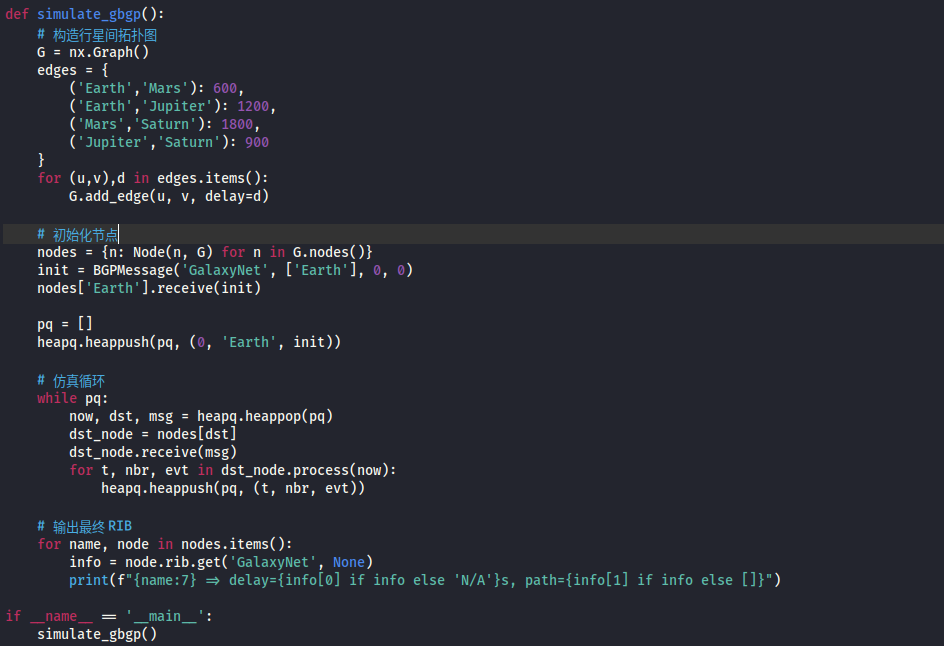 def simulate_gbgp():
    # 构造行星间拓扑图
    G = nx.Graph()
    edges = {
        ('Earth','Mars'): 600,
        ('Earth','Jupiter'): 1200,
        ('Mars','Saturn'): 1800,
        ('Jupiter','Saturn'): 900
    }
    for (u,v),d in edges.items():
        G.add_edge(u, v, delay=d)
    # 初始化节点
    nodes = {n: Node(n, G) for n in G.nodes()}
    init = BGPMessage('GalaxyNet', ['Earth'], 0, 0)
    nodes['Earth'].receive(init)
    pq = []
    heapq.heappush(pq, (0, 'Earth', init))
    # 仿真循环
    while pq:
        now, dst, msg = heapq.heappop(pq)
        dst_node = nodes[dst]
        dst_node.receive(msg)
        for t, nbr, evt in dst_node.process(now):
            heapq.heappush(pq, (t, nbr, evt))
    # 输出最终 RIB
    for name, node in nodes.items():
        info = node.rib.get('GalaxyNet', None)
        print(f"{name:7} => delay={info[0] if info else 'N/A'}s, path={info[1] if info else []}")
if __name__ == '__main__':
    simulate_gbgp()